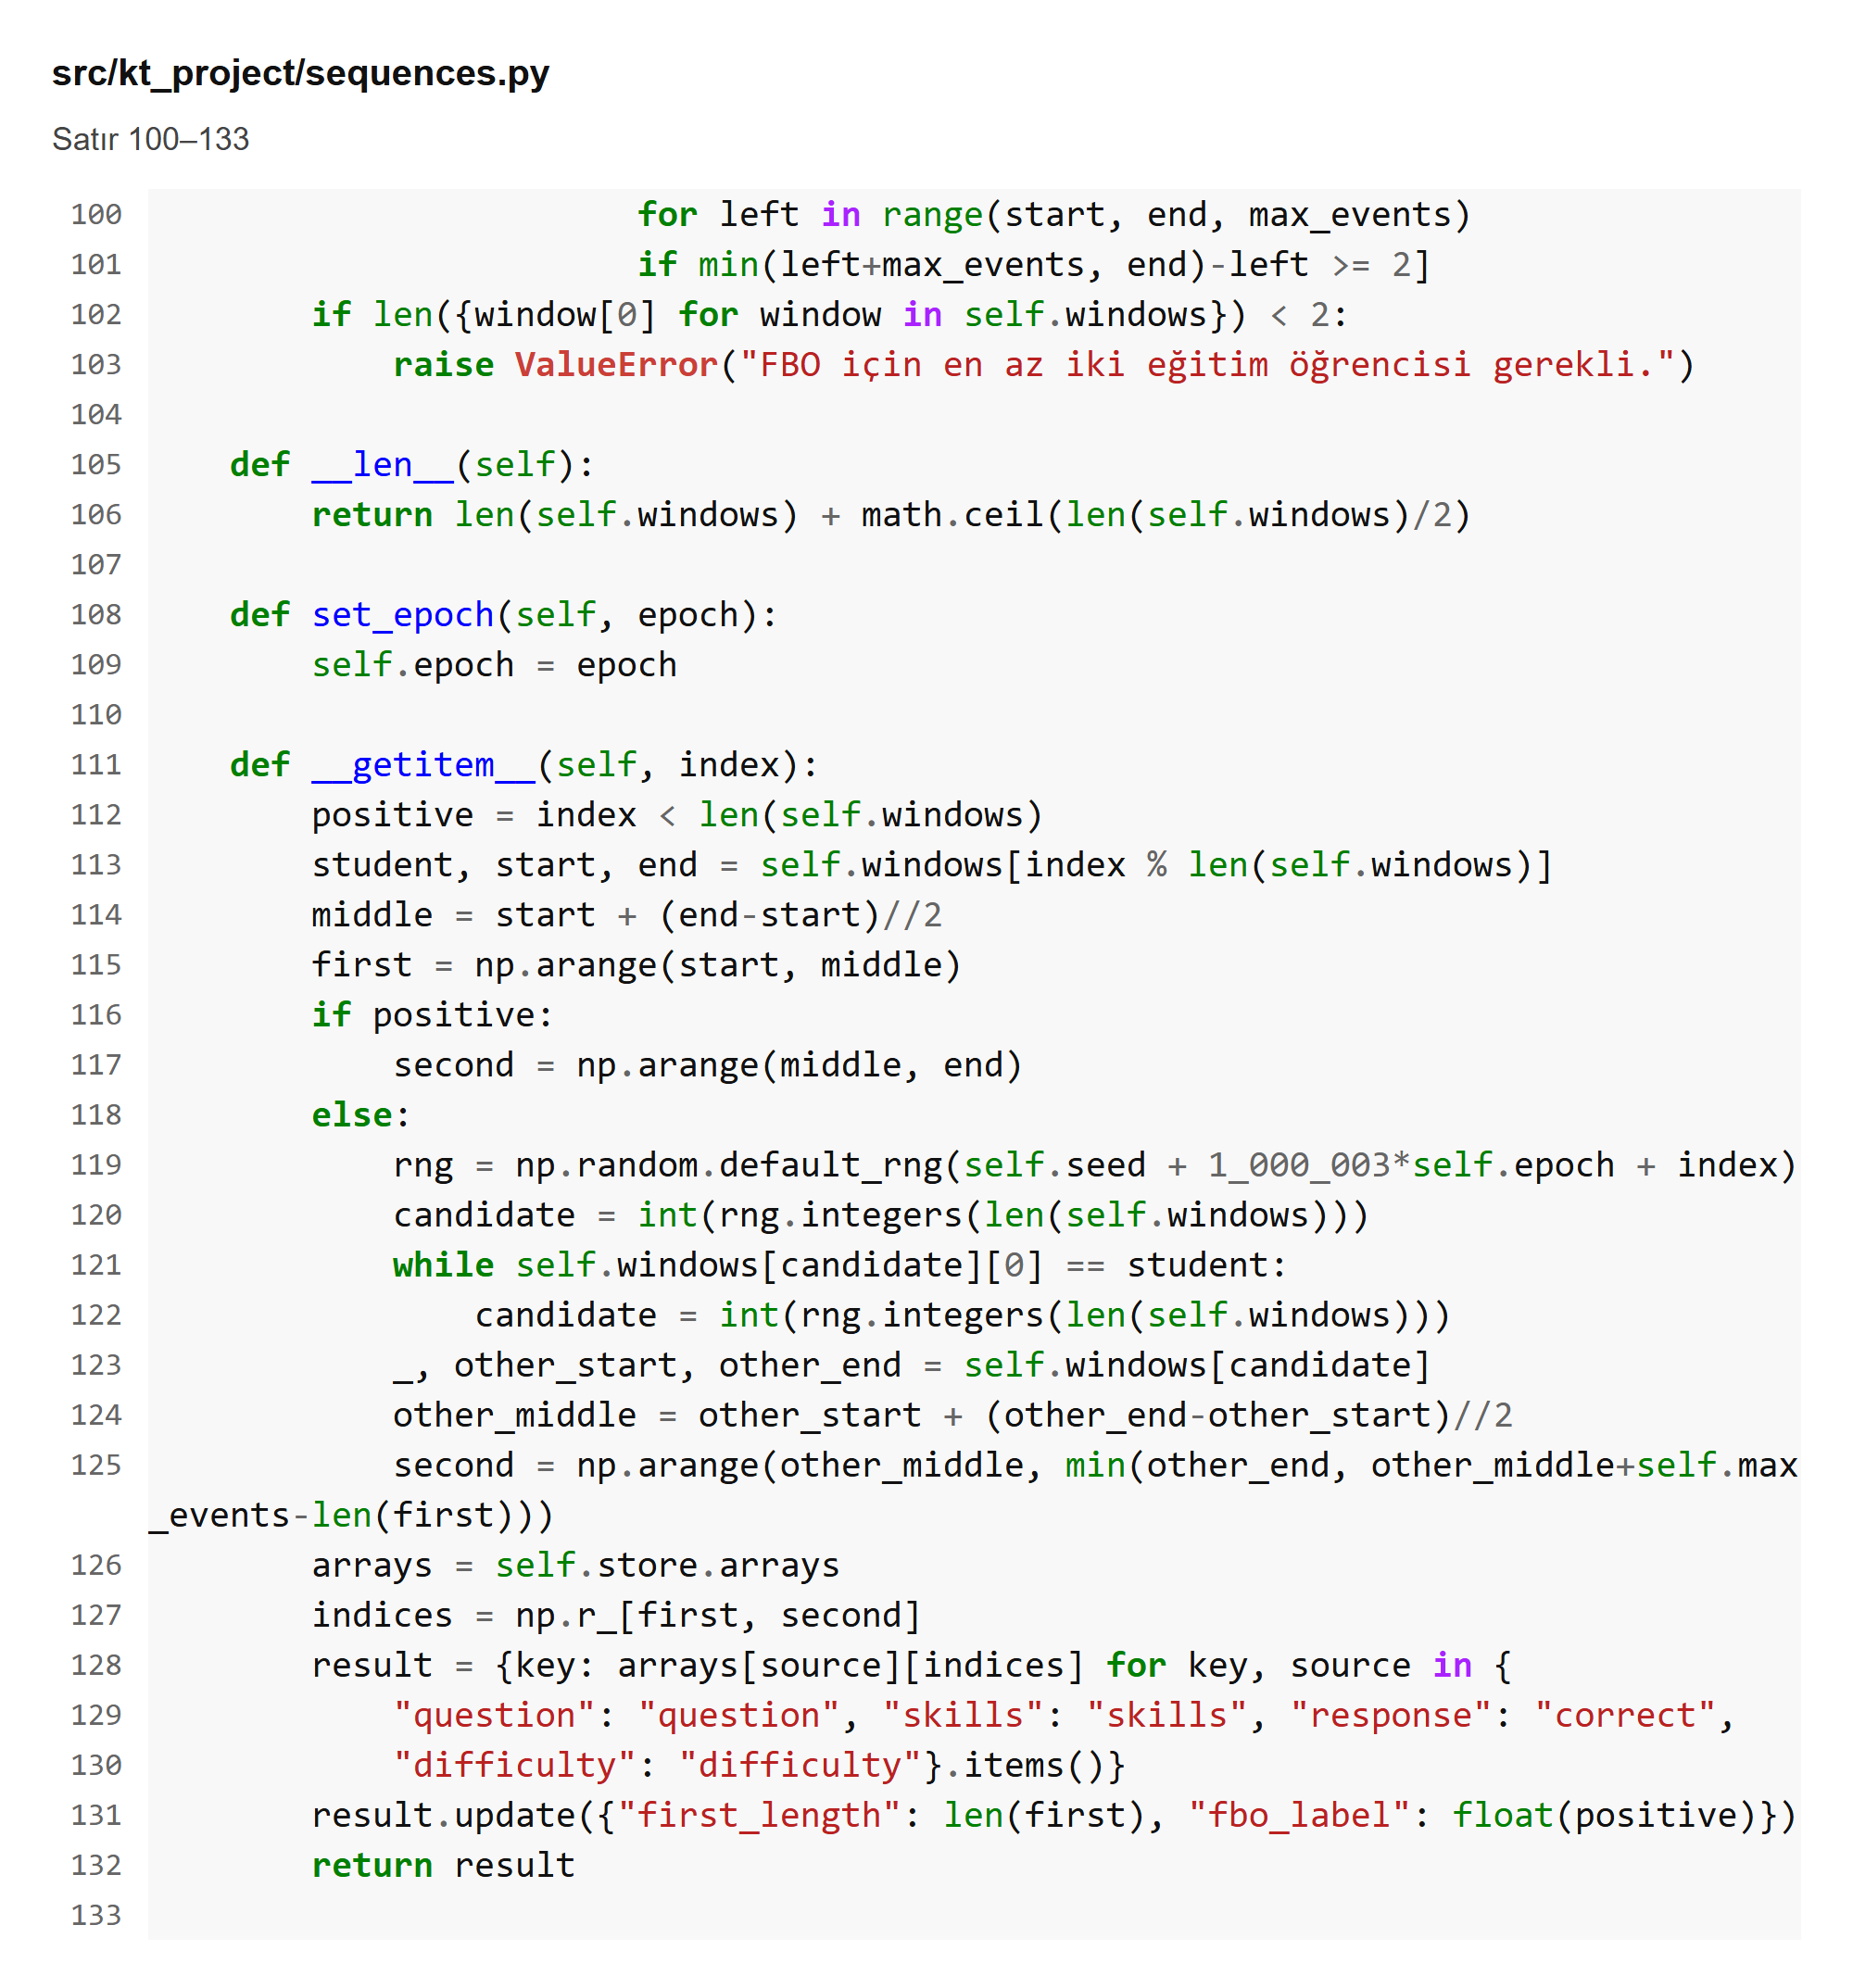 src/kt_project/sequences.py
Satır 100–133
100                         for left in range(start, end, max_events)
101                         if min(left+max_events, end)-left >= 2]
102         if len({window[0] for window in self.windows}) < 2:
103             raise ValueError("FBO için en az iki eğitim öğrencisi gerekli.")
104
105     def __len__(self):
106         return len(self.windows) + math.ceil(len(self.windows)/2)
107
108     def set_epoch(self, epoch):
109         self.epoch = epoch
110
111     def __getitem__(self, index):
112         positive = index < len(self.windows)
113         student, start, end = self.windows[index % len(self.windows)]
114         middle = start + (end-start)//2
115         first = np.arange(start, middle)
116         if positive:
117             second = np.arange(middle, end)
118         else:
119             rng = np.random.default_rng(self.seed + 1_000_003*self.epoch + index)
120             candidate = int(rng.integers(len(self.windows)))
121             while self.windows[candidate][0] == student:
122                 candidate = int(rng.integers(len(self.windows)))
123             _, other_start, other_end = self.windows[candidate]
124             other_middle = other_start + (other_end-other_start)//2
125             second = np.arange(other_middle, min(other_end, other_middle+self.max
_events-len(first)))
126         arrays = self.store.arrays
127         indices = np.r_[first, second]
128         result = {key: arrays[source][indices] for key, source in {
129             "question": "question", "skills": "skills", "response": "correct",
130             "difficulty": "difficulty"}.items()}
131         result.update({"first_length": len(first), "fbo_label": float(positive)})
132         return result
133